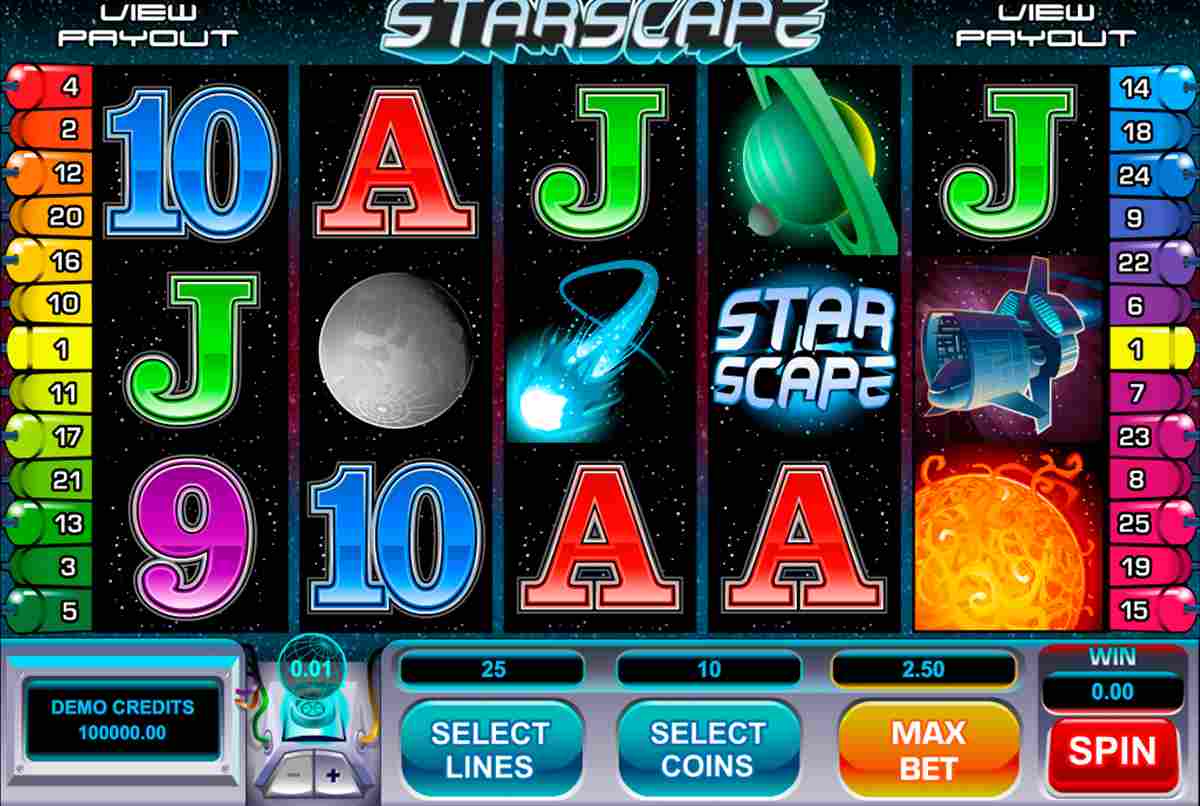 VIEW
PAYOUT
STARSCAPE
VIEW
PAYOUT
4
2
12
20
16
10
1
11
17
21
13
3
5
10 A J J
J STAR
SCAPE
9 10 A A
14
18
24
9
22
6
1
7
23
8
25
19
15
DEMO CREDITS
100000.00
0.01
− +
25
SELECT
LINES
10
SELECT
COINS
2.50
MAX
BET
WIN
0.00
SPIN